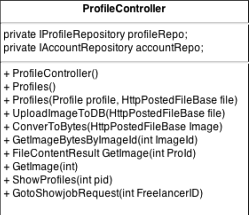 ProfileController
private IProfileRepository profileRepo;
private IAccountRepository accountRepo;
+ ProfileController()
+ Profiles()
+ Profiles(Profile profile, HttpPostedFileBase file)
+ UploadImageToDB(HttpPostedFileBase file)
+ ConverToBytes(HttpPostedFileBase Image)
+ GetImageBytesByImageId(int ImageId)
+ FileContentResult GetImage(int ProId)
+ GetImage(int)
+ ShowProfiles(int pid)
+ GotoShowjobRequest(int FreelancerID)